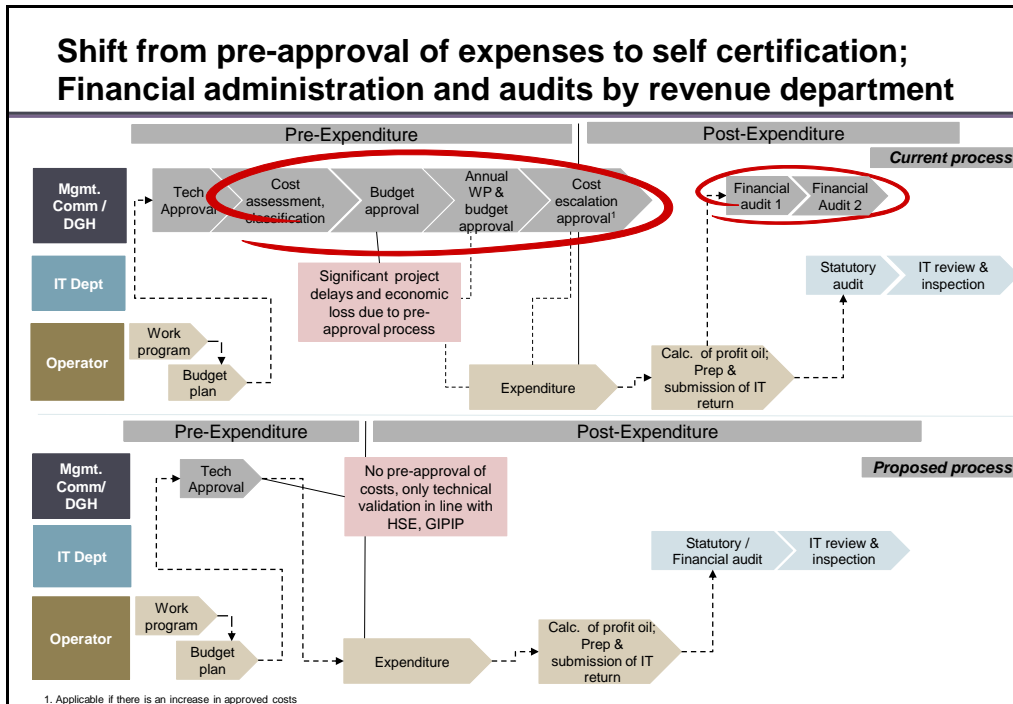 Shift from pre-approval of expenses to self certification;
Financial administration and audits by revenue department
Pre-Expenditure
Post-Expenditure
Current process
Mgmt.
Comm /
DGH
Tech
Approval
Cost
assessment,
classification
Budget
approval
Annual
WP &
budget
approval
Cost
escalation
approval1
Financial
audit 1
Financial
Audit 2
IT Dept
Significant project
delays and economic
loss due to pre-
approval process
Statutory
audit
IT review &
inspection
Operator
Work
program
Budget
plan
Expenditure
Calc. of profit oil;
Prep &
submission of IT
return
Pre-Expenditure
Post-Expenditure
Proposed process
Mgmt.
Comm/
DGH
Tech
Approval
No pre-approval of
costs, only technical
validation in line with
HSE, GIPIP
IT Dept
Statutory /
Financial audit
IT review &
inspection
Operator
Work
program
Budget
plan
Expenditure
Calc. of profit oil;
Prep &
submission of IT
return
1. Applicable if there is an increase in approved costs